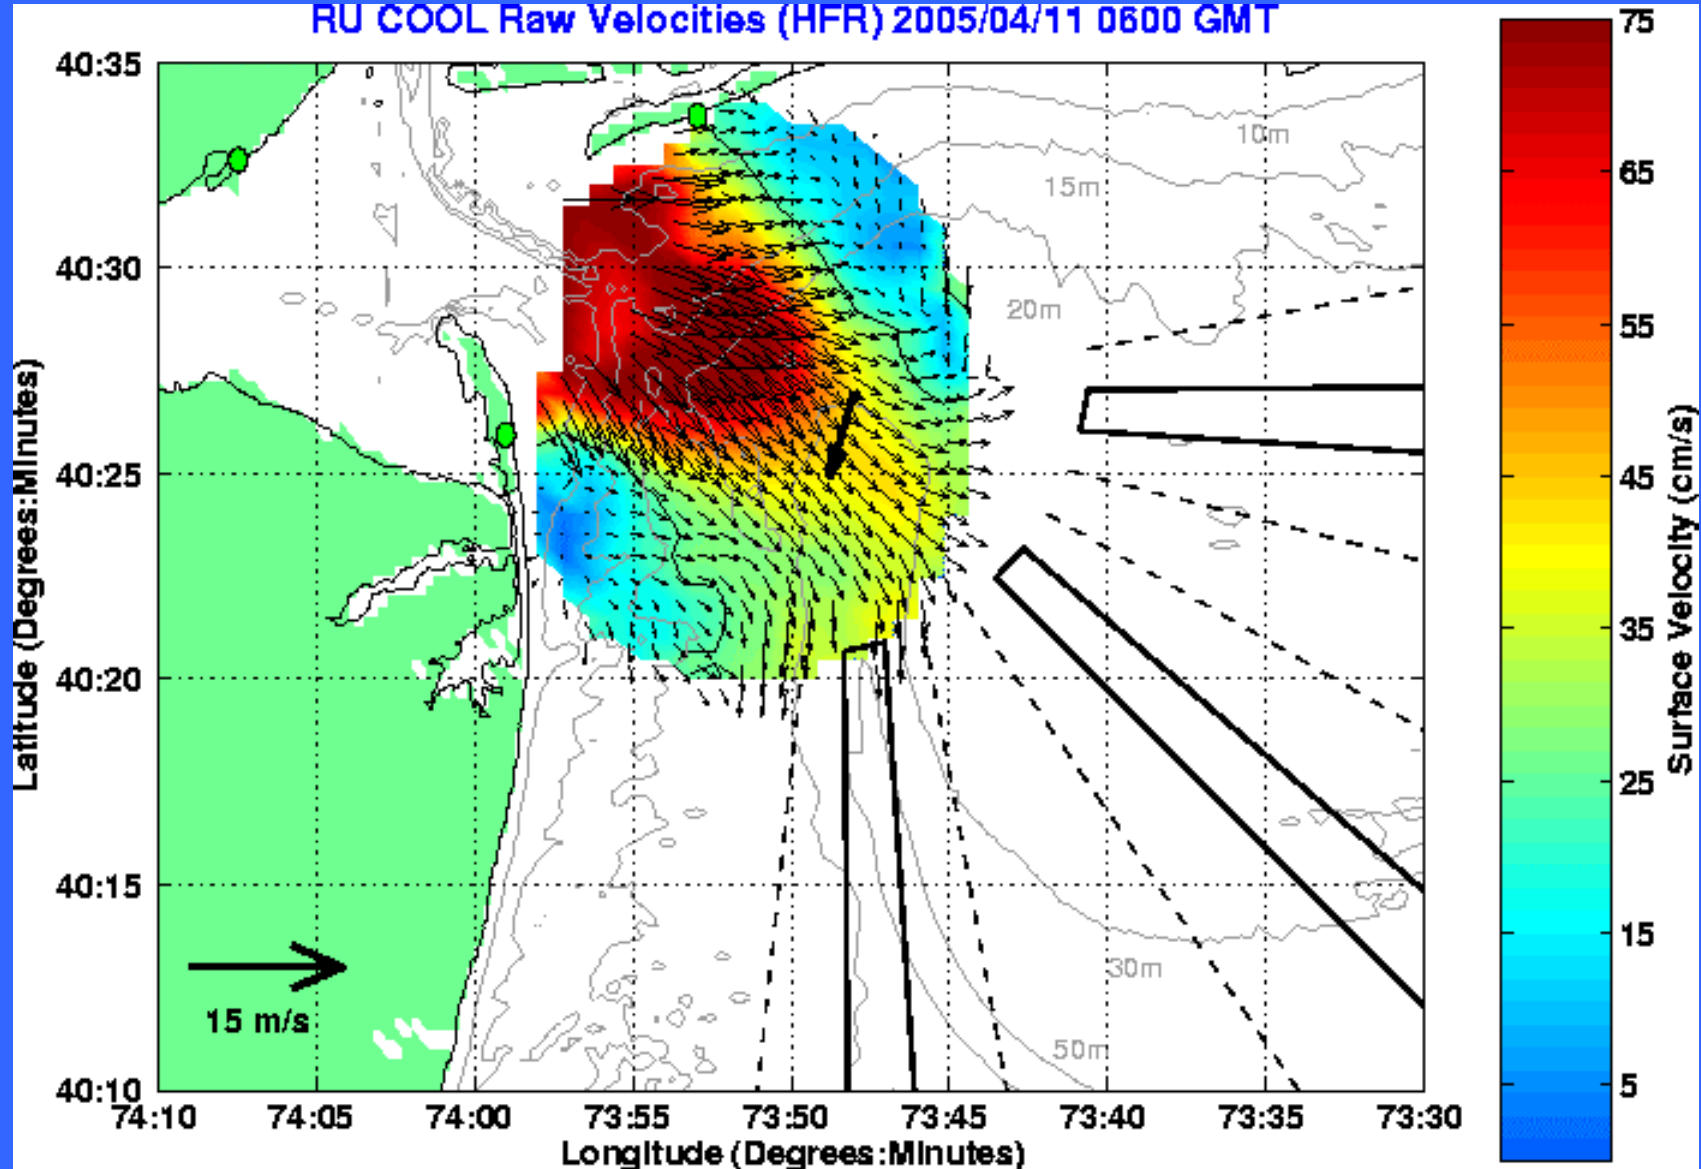 RU COOL Raw Velocities (HFR) 2005/04/11 0600 GMT
75
40:35
10m
65
15m
40:30
20m
55
Latitude (Degrees:Minutes)
Surface Velocity (cm/s)
45
40:25
35
40:20
25
40:15
15
30m
15 m/s
50m
5
40:10
74:10 74:05 74:00 73:55 73:50 73:45 73:40 73:35 73:30
Longitude (Degrees:Minutes)